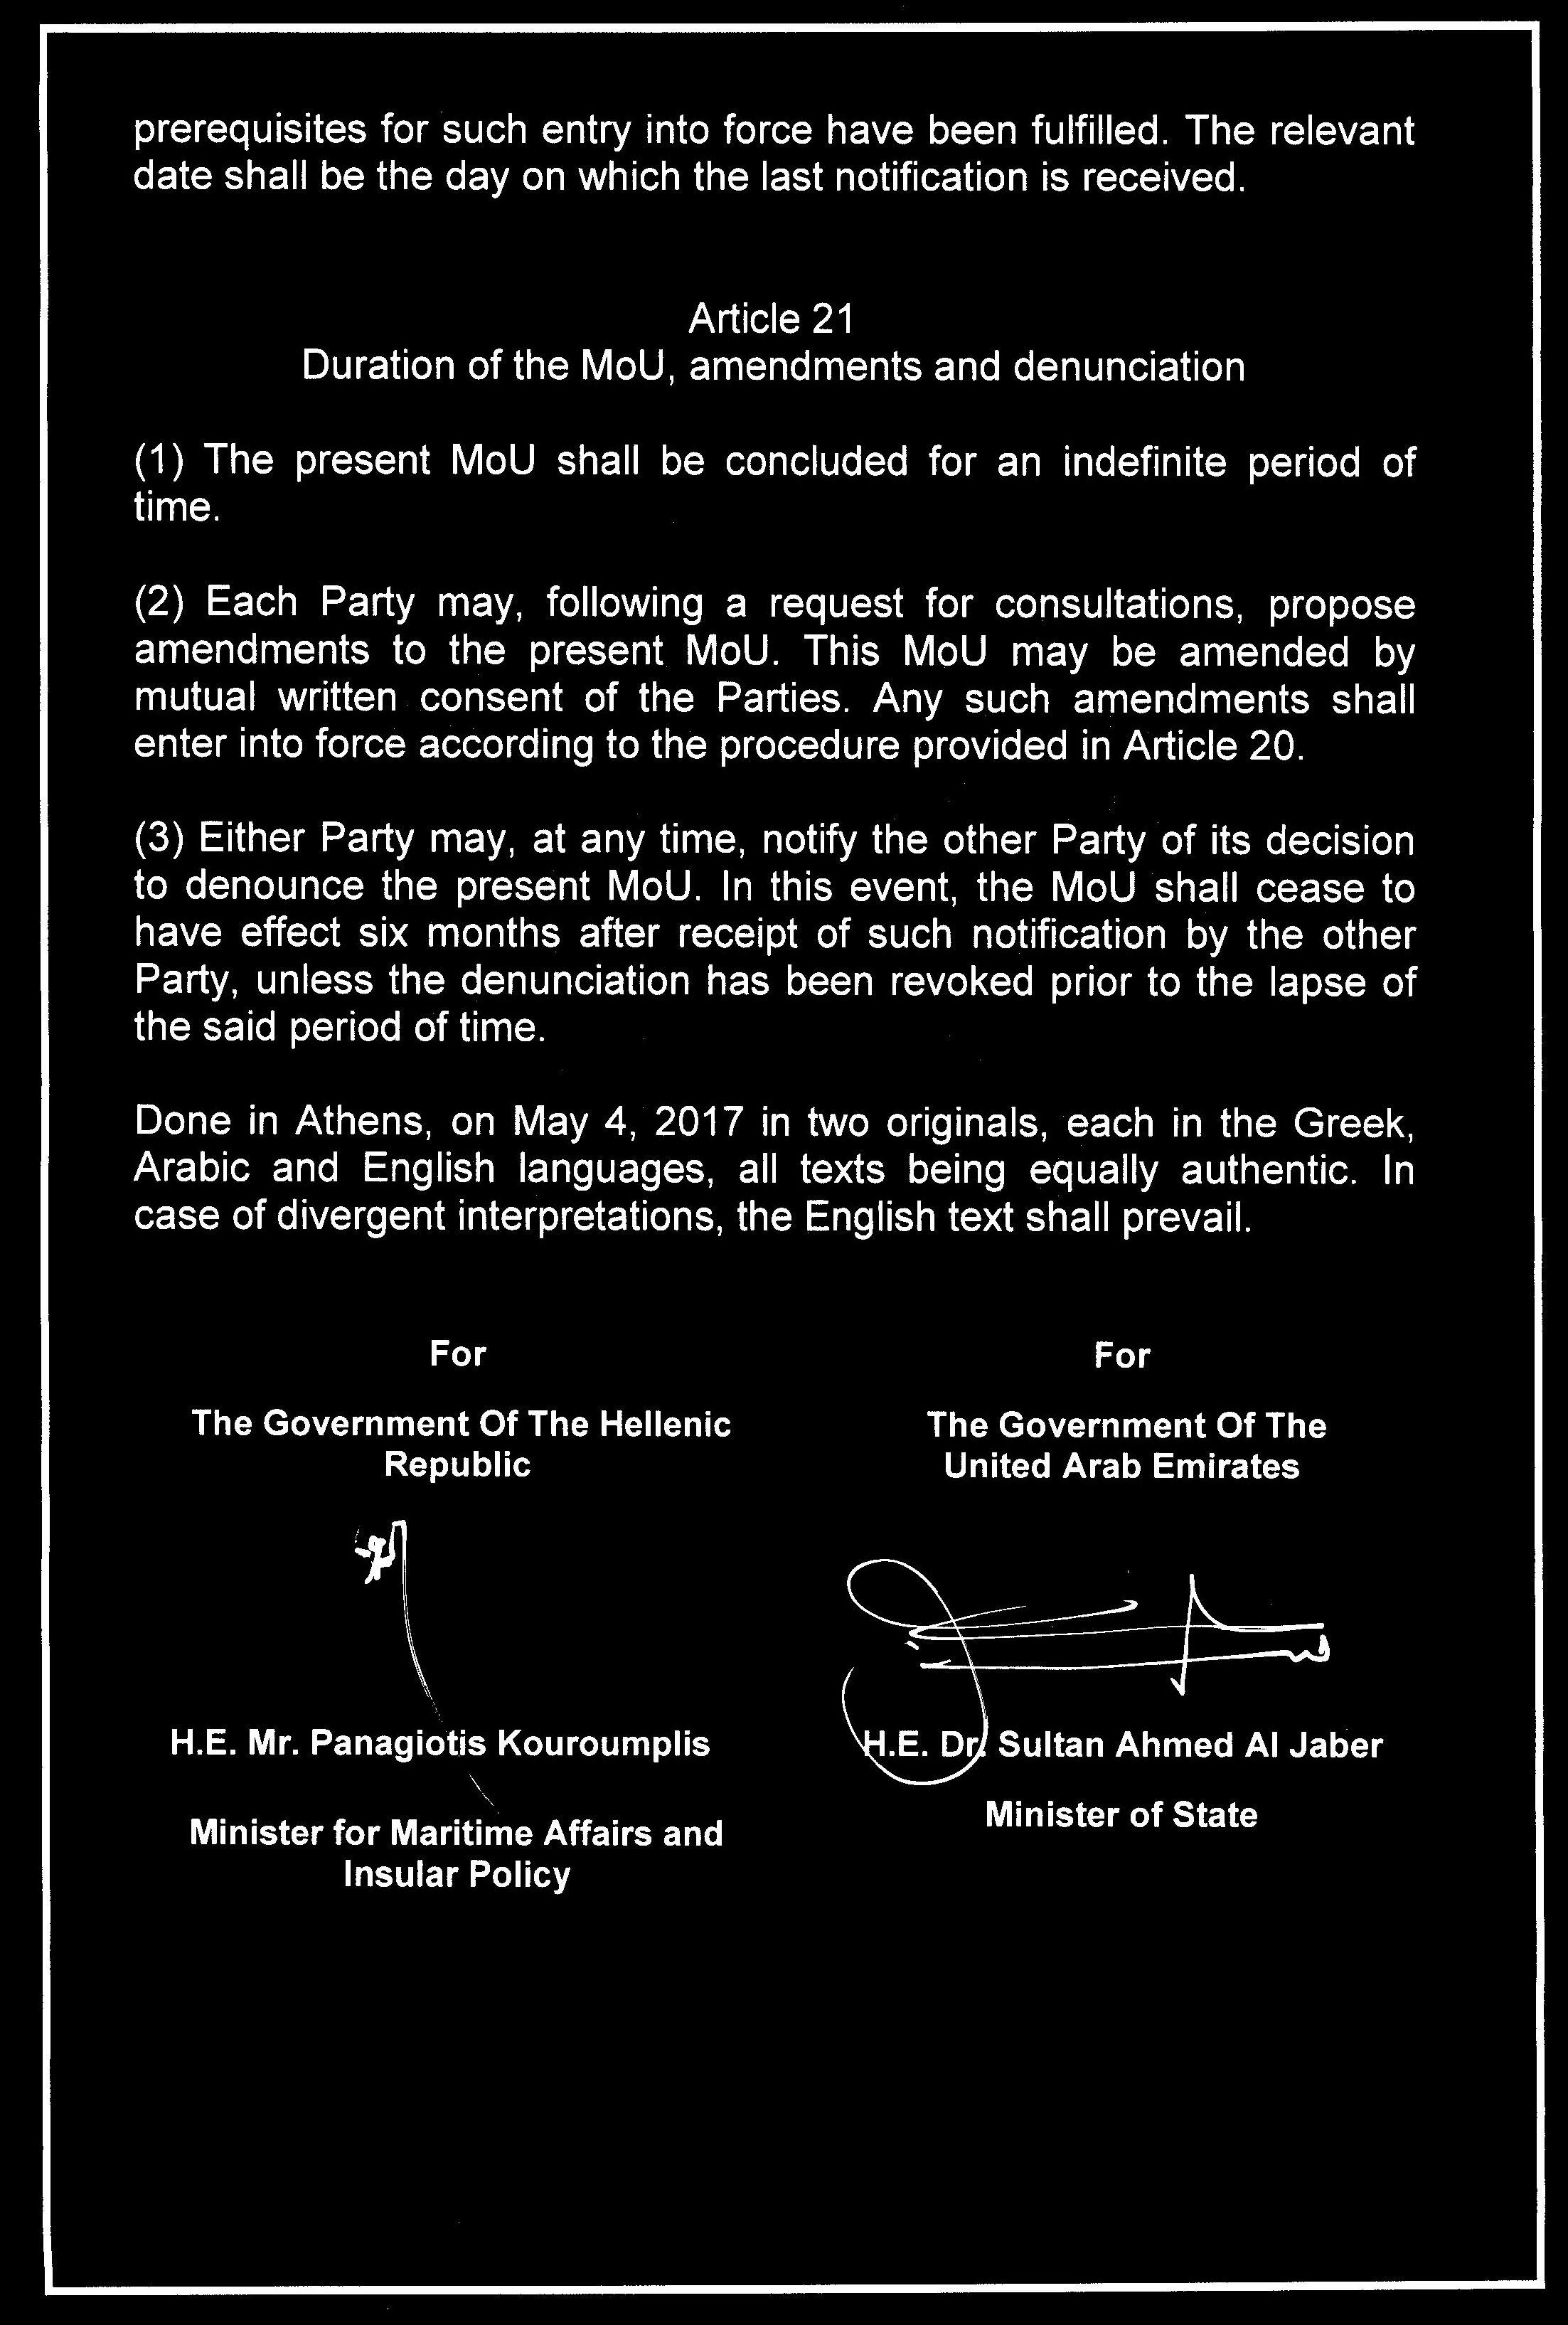 prerequisites for such entry into force have been fulfilled. The relevant
date shall be the day on which the last notification is received.
Article 21
Duration of the MoU, amendments and denunciation
(1) The present MoU shall be concluded for an indefinite period of
time.
(2) Each Party may, following a request for consultations, propose
amendments to the present MoU. This MoU may be amended by
mutual written consent of the Parties. Any such amendments shall
enter into force according to the procedure provided in Article 20.
(3) Either Party may, at any time, notify the other Party of its decision
to denounce the present MoU. In this event, the MoU shall cease to
have effect six months after receipt of such notification by the other
Party, unless the denunciation has been revoked prior to the lapse of
the said period of time.
Done in Athens, on May 4, 2017 in two originals, each in the Greek,
Arabic and English languages, all texts being equally authentic. In
case of divergent interpretations, the English text shall prevail.
For
The Government Of The Hellenic
Republic
H.E. Mr. Panagiotis Kouroumplis
Minister for Maritime Affairs and
Insular Policy
For
The Government Of The
United Arab Emirates
H.E. Dr. Sultan Ahmed Al Jaber
Minister of State